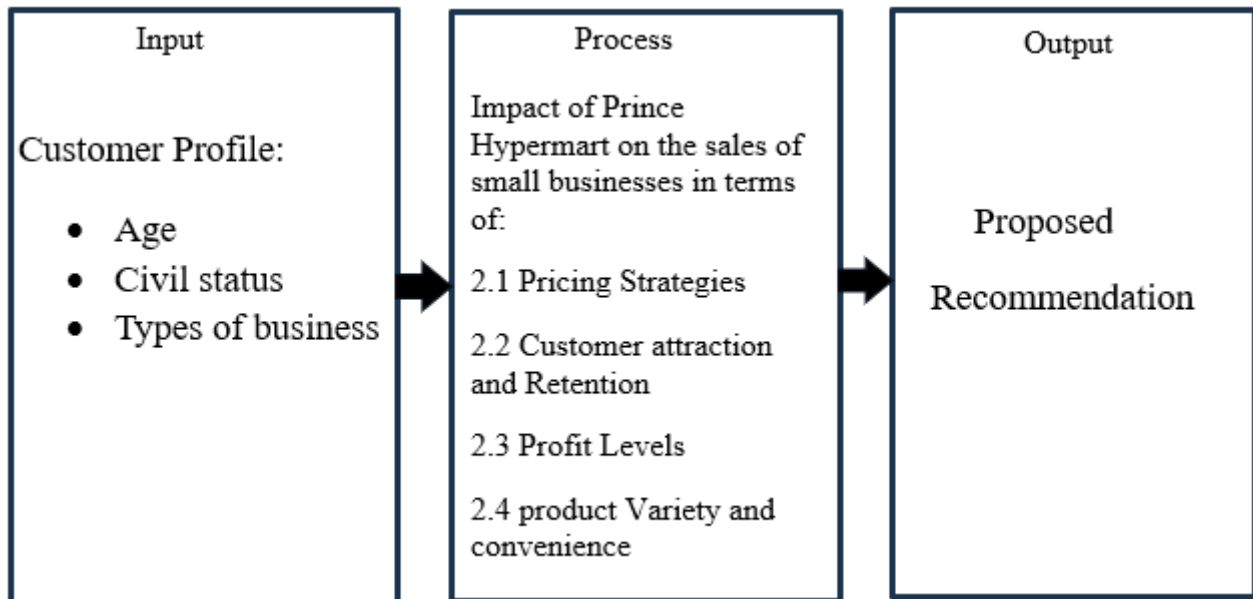 Input
Customer Profile:
• Age
• Civil status
• Types of business
Process
Impact of Prince
Hypermart on the sales of
small businesses in terms
of:
2.1 Pricing Strategies
2.2 Customer attraction
and Retention
2.3 Profit Levels
2.4 product Variety and
convenience
Output
Proposed
Recommendation